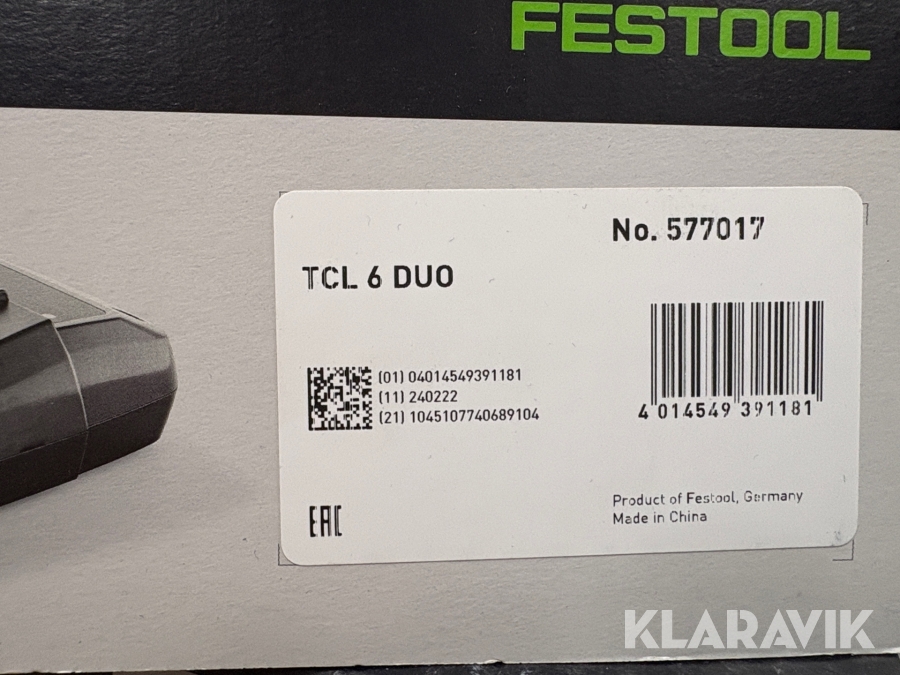 FESTOOL
No. 577017
TCL 6 DUO
(01) 04014549391181
(11) 240222
(21) 1045107740689104
4 014549 391181
EAC
Product of Festool, Germany
Made in China
KLARAVIK